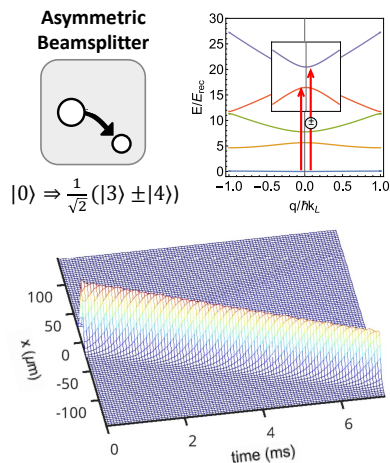 Asymmetric
Beamsplitter
|0⟩ ⇒ 1/√2 (|3⟩ ±|4⟩)
E/E_rec
30
25
20
15
10
5
0
±
-1.0 -0.5 0.0 0.5 1.0
q/ℏk_L
x (μm)
100
50
0
-50
-100
0 2 4 6
time (ms)